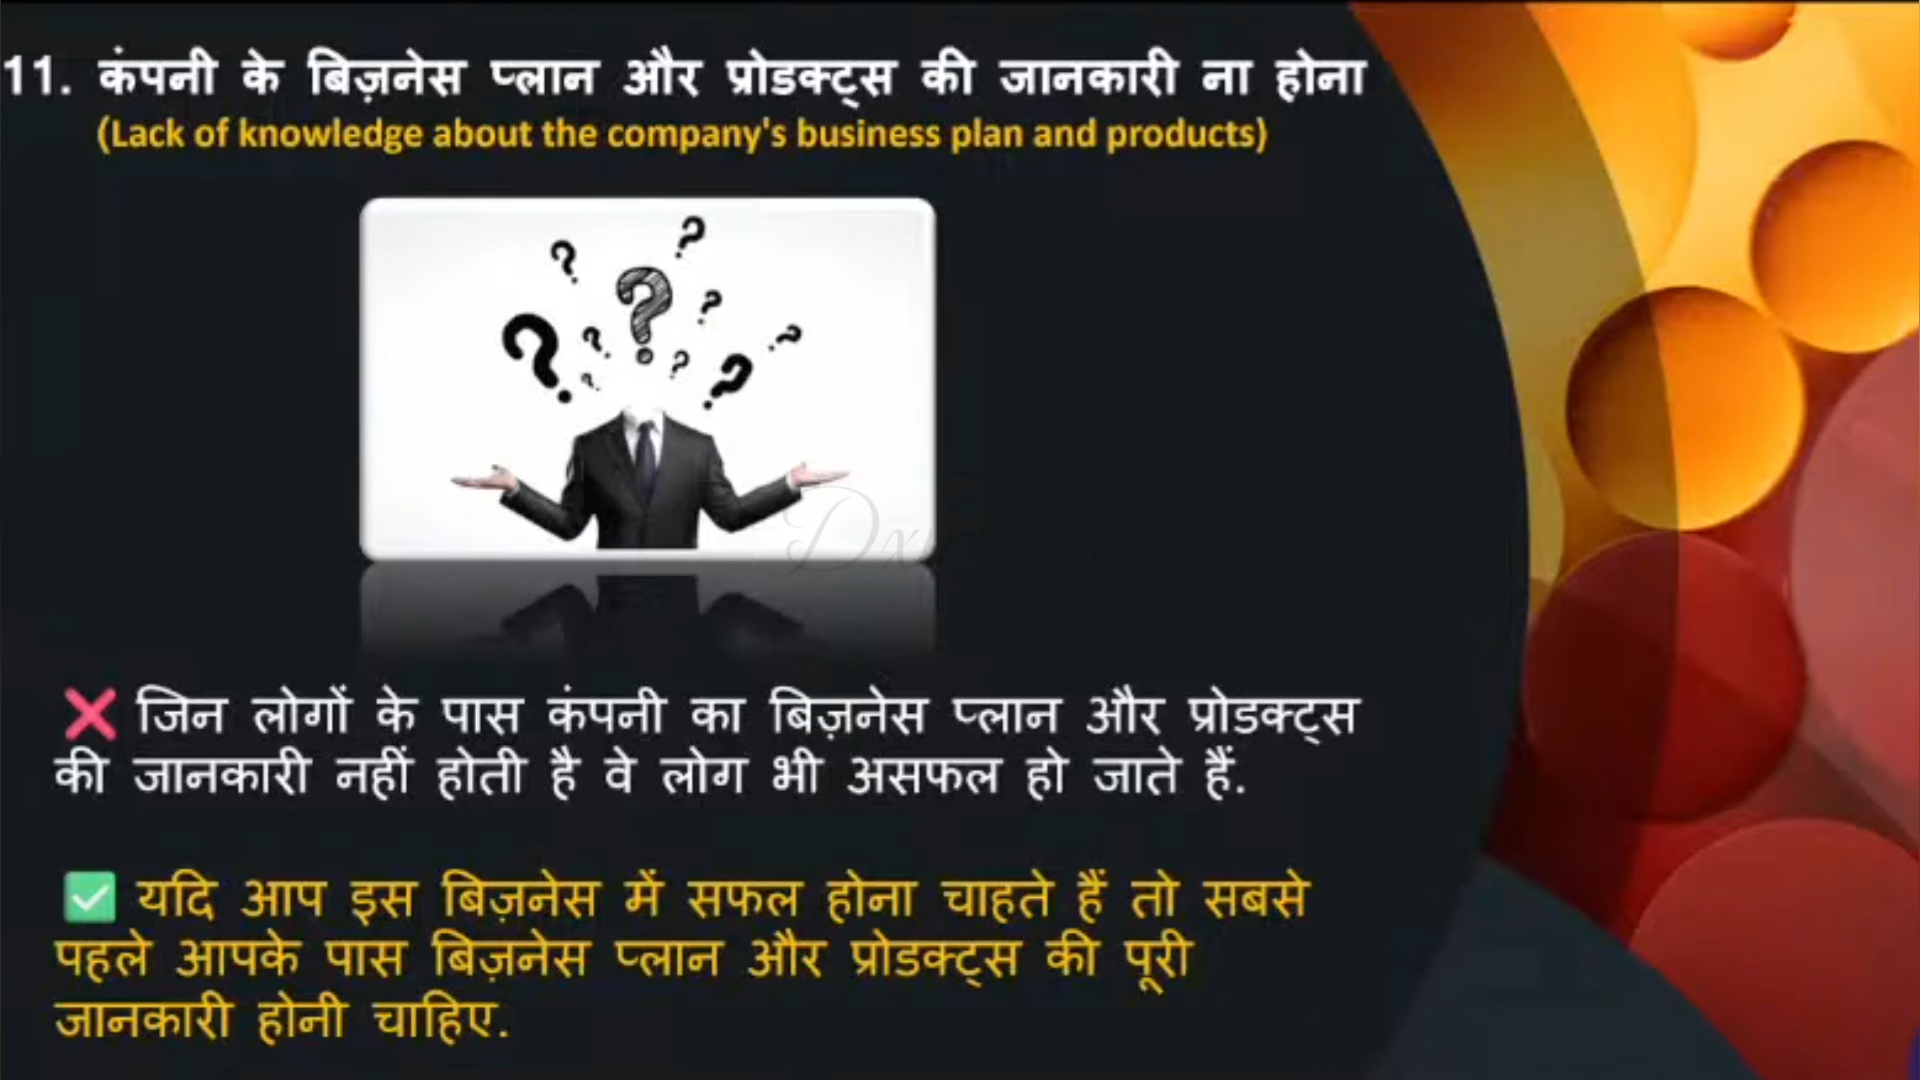 11. कंपनी के बिज़नेस प्लान और प्रोडक्ट्स की जानकारी ना होना
(Lack of knowledge about the company's business plan and products)
? ? ? ? ? ? ? ? ? ?
❌ जिन लोगों के पास कंपनी का बिज़नेस प्लान और प्रोडक्ट्स
की जानकारी नहीं होती है वे लोग भी असफल हो जाते हैं.
✅ यदि आप इस बिज़नेस में सफल होना चाहते हैं तो सबसे
पहले आपके पास बिज़नेस प्लान और प्रोडक्ट्स की पूरी
जानकारी होनी चाहिए.